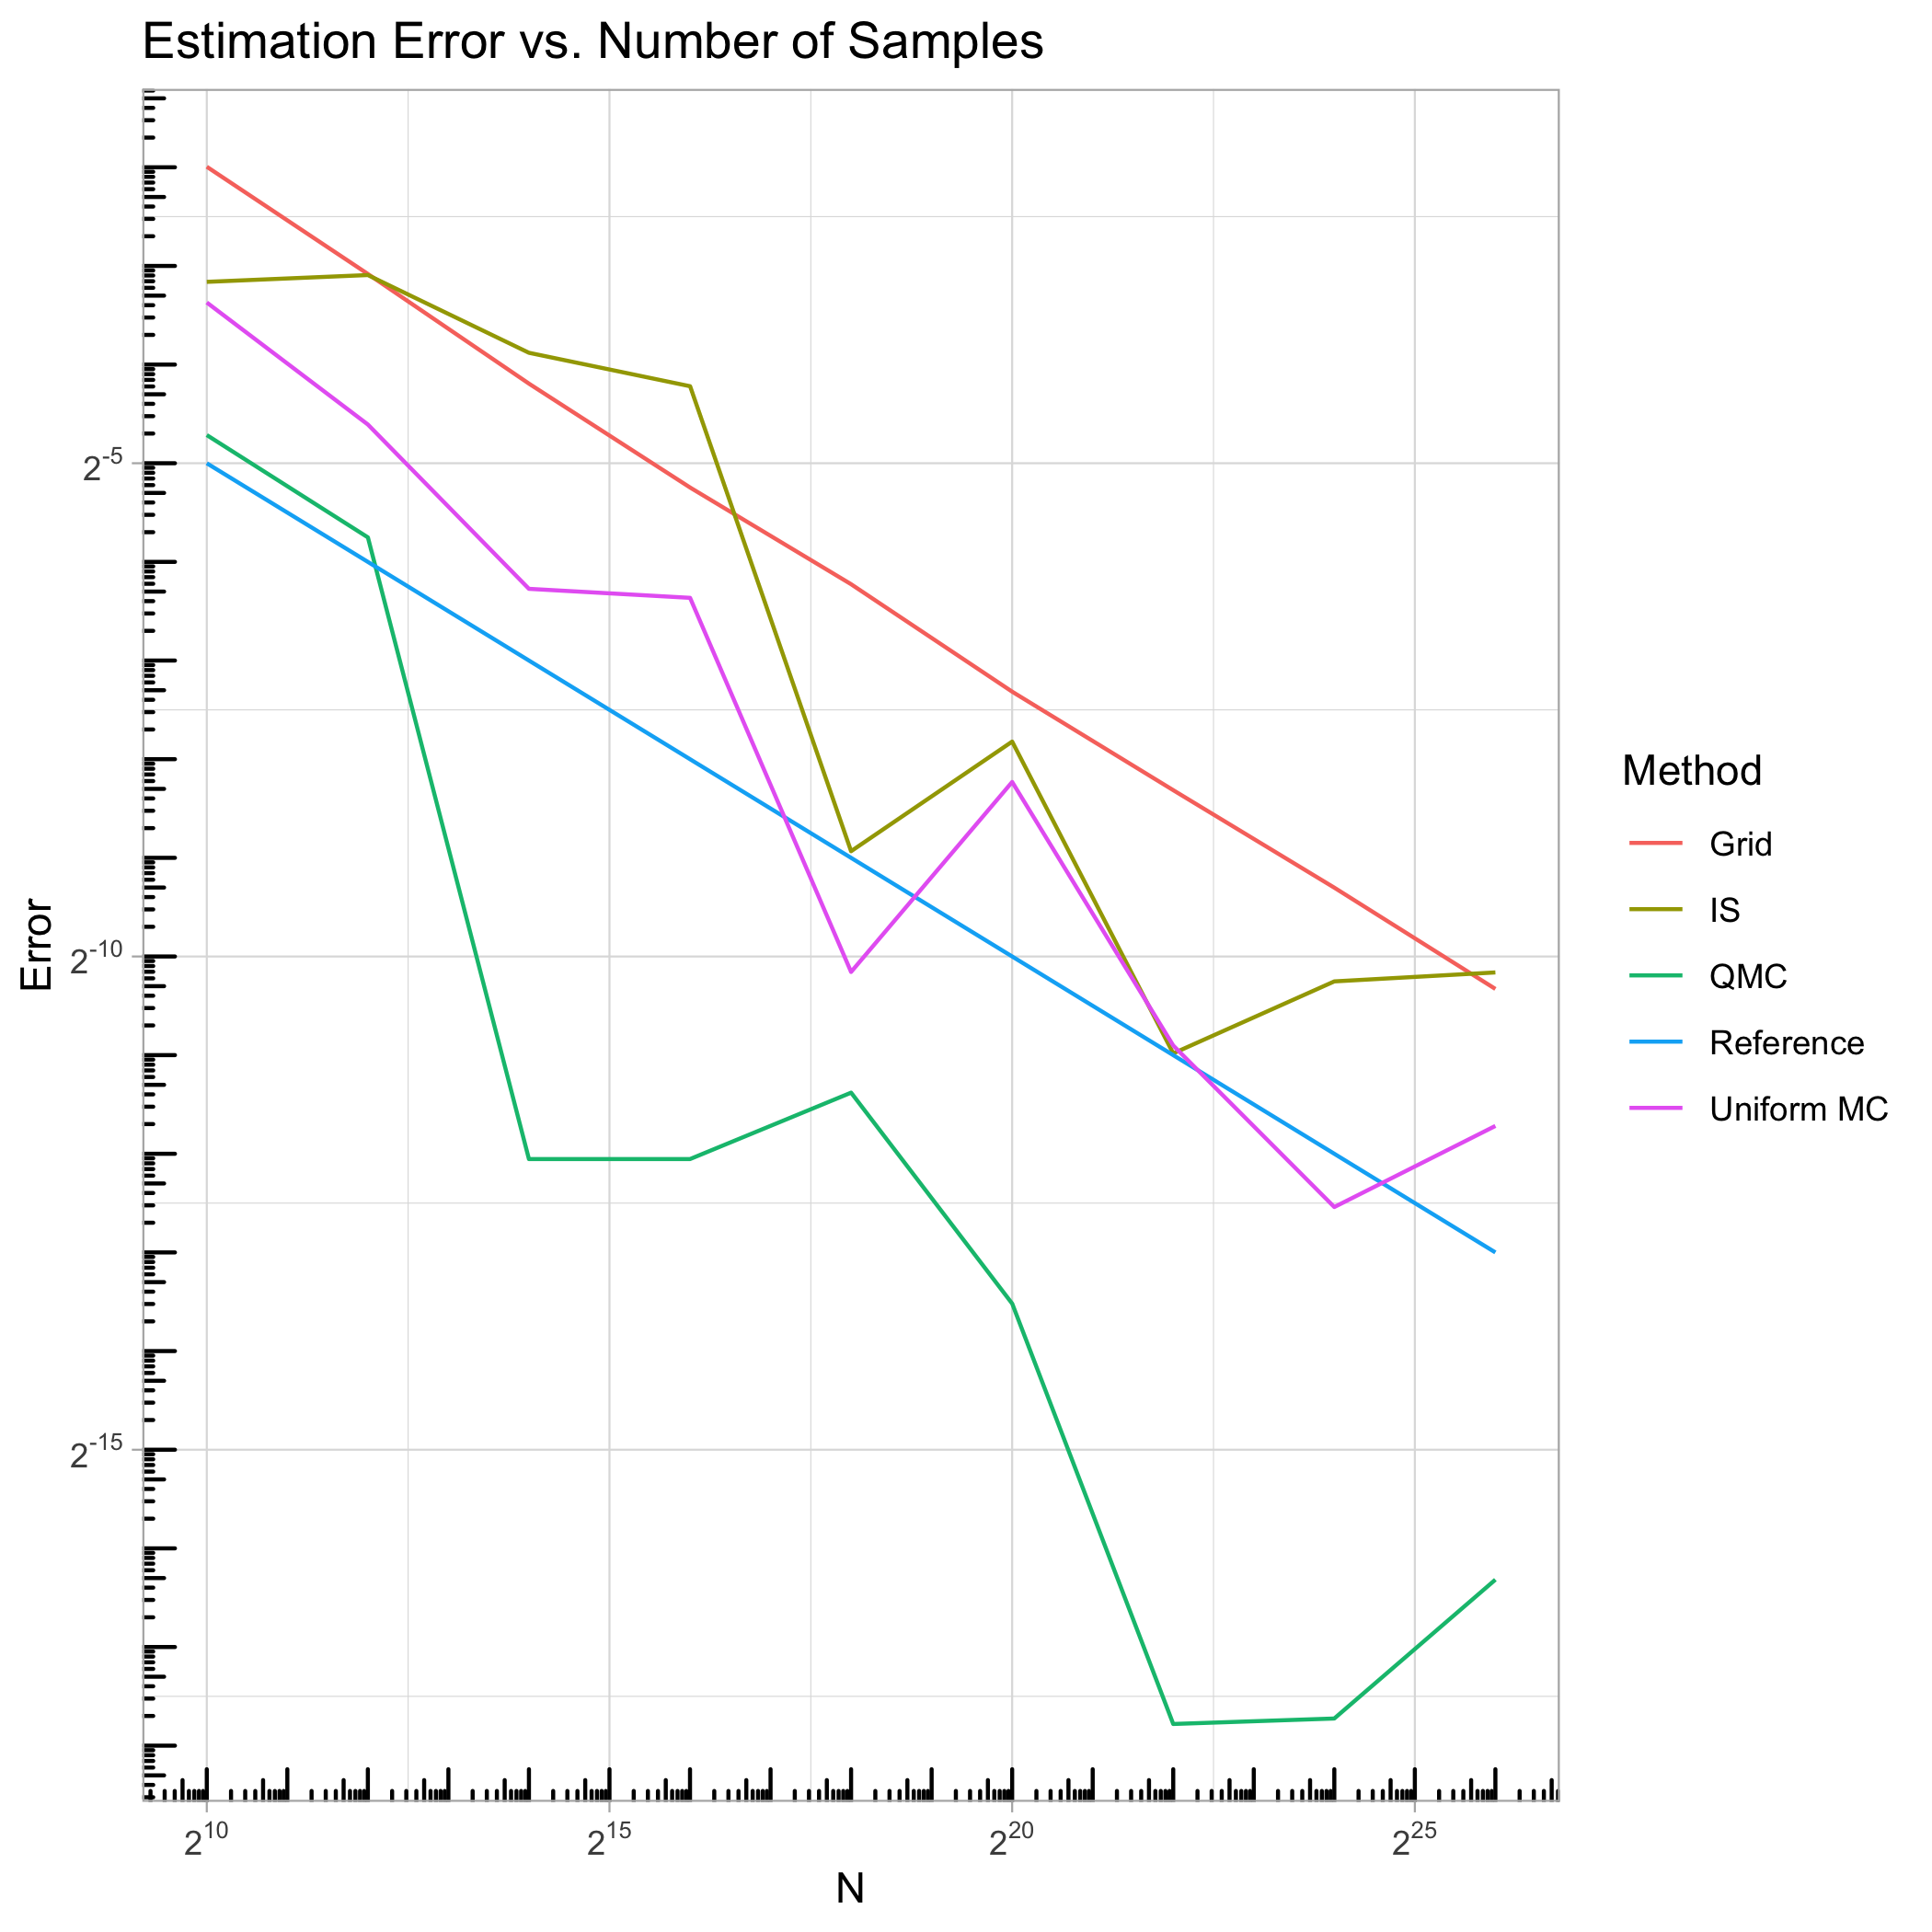 Estimation Error vs. Number of Samples
Error
2^-5
2^-10
2^-15
2^10
2^15
2^20
2^25
N
Method
Grid
IS
QMC
Reference
Uniform MC